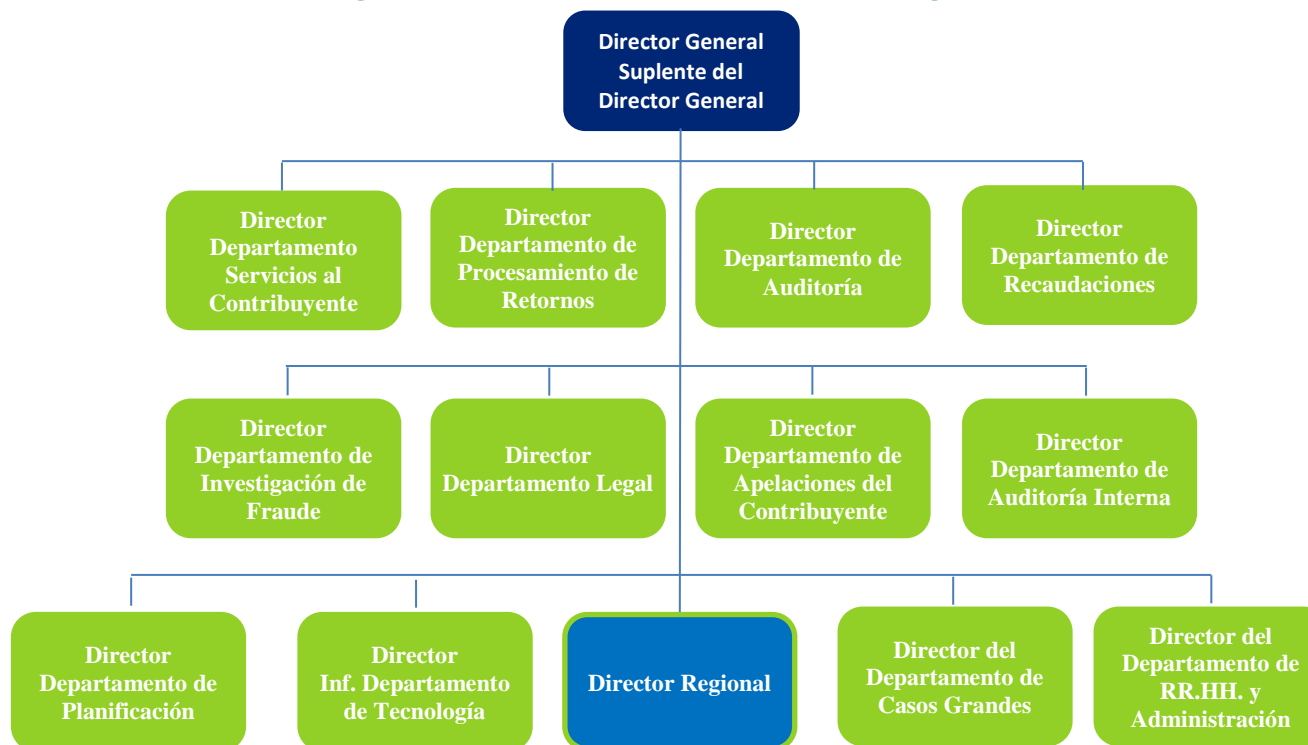 Director General
Suplente del
Director General
Director
Departamento
Servicios al
Contribuyente
Director
Departamento de
Procesamiento de
Retornos
Director
Departamento de
Auditoría
Director
Departamento de
Recaudaciones
Director
Departamento de
Investigación de
Fraude
Director
Departamento Legal
Director
Departamento de
Apelaciones del
Contribuyente
Director
Departamento de
Auditoría Interna
Director
Departamento de
Planificación
Director
Inf. Departamento
de Tecnología
Director Regional
Director del
Departamento de
Casos Grandes
Director del
Departamento de
RR.HH. y
Administración